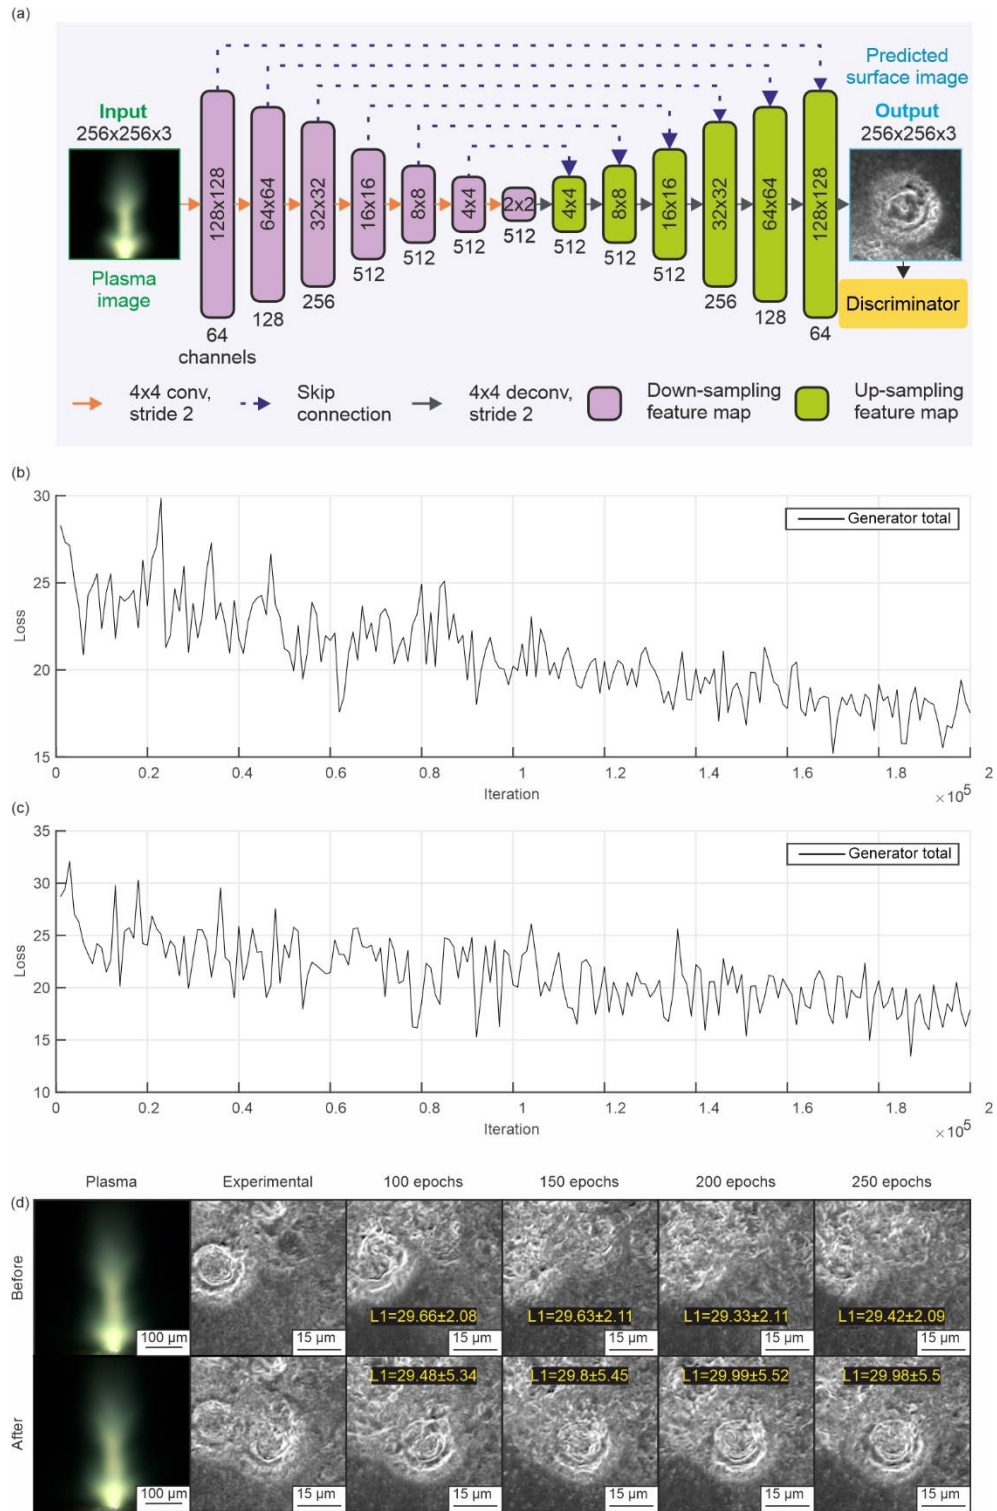 (a)
Input
256x256x3
Plasma
image
128x128
64x64
32x32
16x16
8x8
4x4
2x2
4x4
8x8
16x16
32x32
64x64
128x128
64
channels
128
256
512
512
512
512
512
512
512
256
128
64
Predicted
surface image
Output
256x256x3
Discriminator
4x4 conv,
stride 2
Skip
connection
4x4 deconv,
stride 2
Down-sampling
feature map
Up-sampling
feature map
(b)
30
25
20
15
Loss
Generator total
0 0.2 0.4 0.6 0.8 1 1.2 1.4 1.6 1.8 2
Iteration
×10⁵
(c)
35
30
25
20
15
10
Loss
Generator total
0 0.2 0.4 0.6 0.8 1 1.2 1.4 1.6 1.8 2
Iteration
×10⁵
Plasma Experimental 100 epochs 150 epochs 200 epochs 250 epochs
(d)
Before
L1=29.66±2.08 L1=29.63±2.11 L1=29.33±2.11 L1=29.42±2.09
100 µm 15 µm 15 µm 15 µm 15 µm 15 µm
After
L1=29.48±5.34 L1=29.8±5.45 L1=29.99±5.52 L1=29.98±5.5
100 µm 15 µm 15 µm 15 µm 15 µm 15 µm